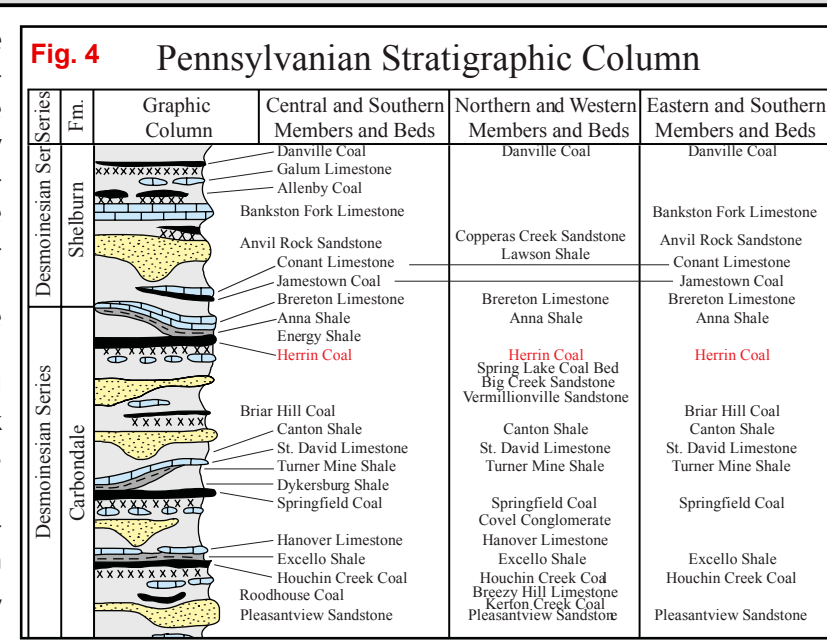 Fig. 4
Pennsylvanian Stratigraphic Column
Series
Fm.
Graphic Column
Central and Southern Members and Beds
Northern and Western Members and Beds
Eastern and Southern Members and Beds
Desmoinesian Ser
Shelburn
Desmoinesian Series
Carbondale
Danville Coal
Galum Limestone
Allenby Coal
Bankston Fork Limestone
Anvil Rock Sandstone
Conant Limestone
Jamestown Coal
Brereton Limestone
Anna Shale
Energy Shale
Herrin Coal
Briar Hill Coal
Canton Shale
St. David Limestone
Turner Mine Shale
Dykersburg Shale
Springfield Coal
Hanover Limestone
Excello Shale
Houchin Creek Coal
Roodhouse Coal
Pleasantview Sandstone
Danville Coal
Copperas Creek Sandstone
Lawson Shale
Brereton Limestone
Anna Shale
Herrin Coal
Spring Lake Coal Bed
Big Creek Sandstone
Vermillionville Sandstone
Canton Shale
St. David Limestone
Turner Mine Shale
Springfield Coal
Covel Conglomerate
Hanover Limestone
Excello Shale
Houchin Creek Coal
Breezy Hill Limestone
Kerton Creek Coal
Pleasantview Sandstone
Danville Coal
Bankston Fork Limestone
Anvil Rock Sandstone
Conant Limestone
Jamestown Coal
Brereton Limestone
Anna Shale
Herrin Coal
Briar Hill Coal
Canton Shale
St. David Limestone
Turner Mine Shale
Springfield Coal
Excello Shale
Houchin Creek Coal
Pleasantview Sandstone